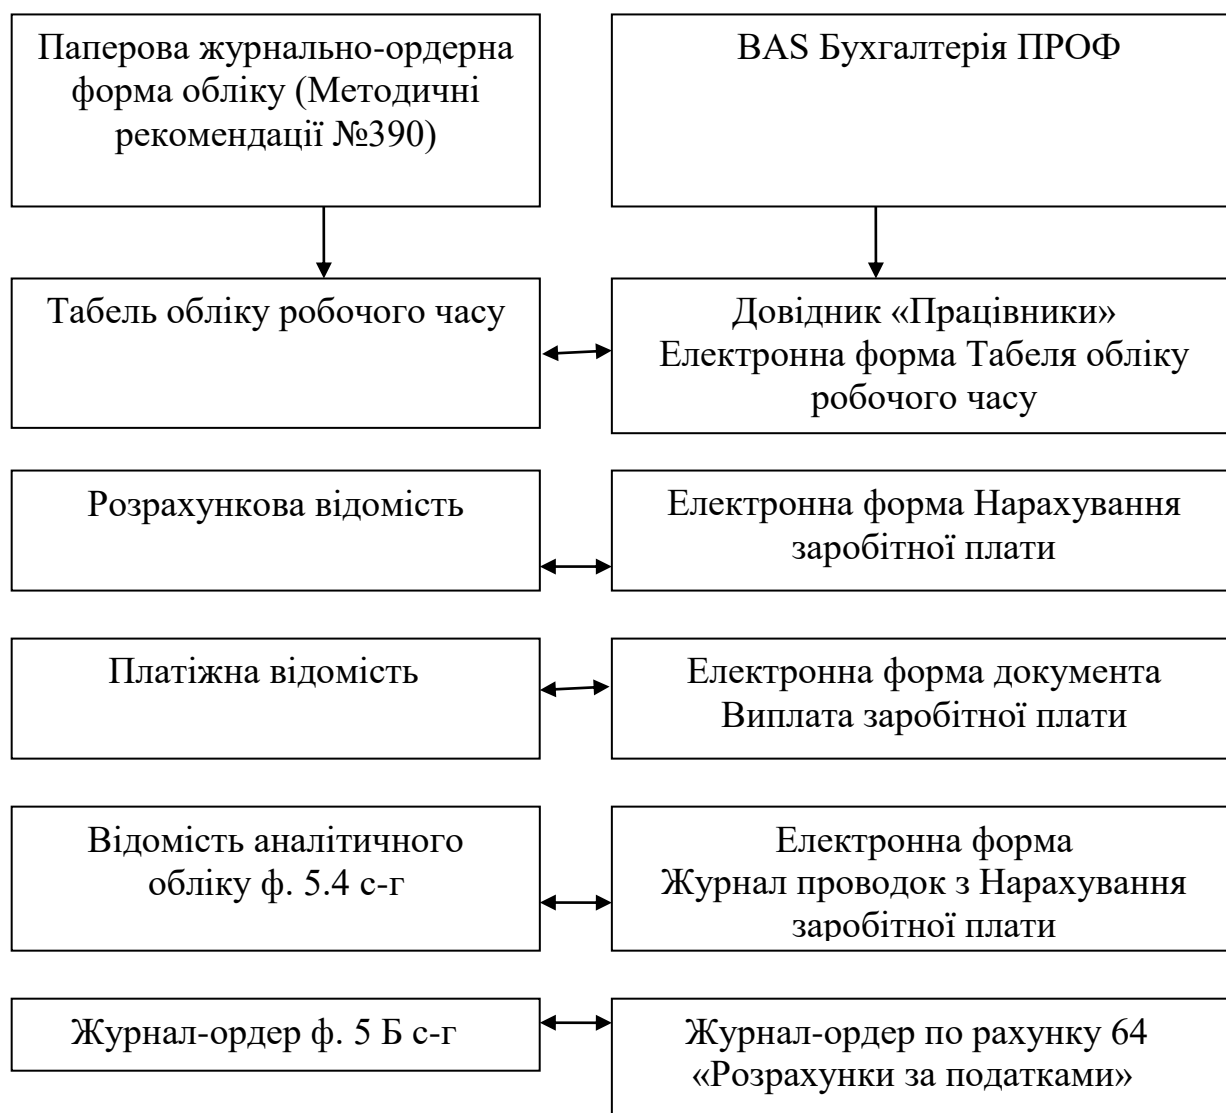 Паперова журнально-ордерна
форма обліку (Методичні
рекомендації №390)
BAS Бухгалтерія ПРОФ
Табель обліку робочого часу
Довідник «Працівники»
Електронна форма Табеля обліку
робочого часу
Розрахункова відомість
Електронна форма Нарахування
заробітної плати
Платіжна відомість
Електронна форма документа
Виплата заробітної плати
Відомість аналітичного
обліку ф. 5.4 с-г
Електронна форма
Журнал проводок з Нарахування
заробітної плати
Журнал-ордер ф. 5 Б с-г
Журнал-ордер по рахунку 64
«Розрахунки за податками»